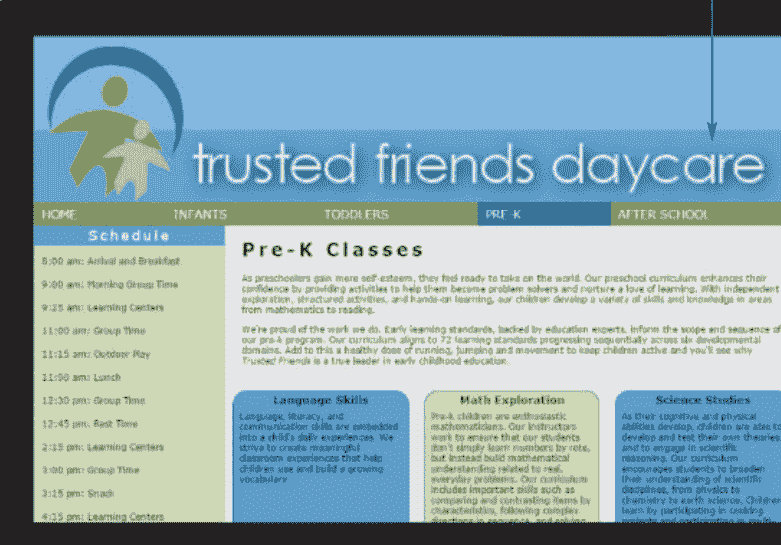 trusted friends daycare
HOME INFANTS TODDLERS PRE-K AFTER SCHOOL
Schedule
8:00 am: Arrival and Breakfast
9:00 am: Morning Group Time
9:25 am: Learning Centers
11:00 am: Group Time
11:15 am: Outdoor Play
11:50 am: Lunch
12:30 pm: Group Time
12:45 pm: Rest Time
2:15 pm: Learning Centers
3:00 pm: Group Time
3:15 pm: Snack
4:15 pm: Learning Centers
Pre-K Classes
As preschoolers gain more self-esteem, they feel ready to take on the world. Our preschool curriculum enhances their
confidence by providing activities to help them become problem solvers and nurture a love of learning. With independent
exploration, structured activities, and hands-on learning, our children develop a variety of skills and knowledge in areas
from mathematics to reading.
We're proud of the work we do. Early learning standards, backed by education experts, inform the scope and sequence of
our pre-k program. Our curriculum aligns to 72 learning standards progressing sequentially across six developmental
domains. Add to this a healthy dose of running, jumping and movement to keep children active and you'll see why
Trusted Friends is a true leader in early childhood education.
Language Skills
Language, literacy, and
communication skills are embedded
into a child's daily experiences. We
strive to create meaningful
classroom experiences that help
children use and build a growing
vocabulary
Math Exploration
Pre-k children are enthusiastic
mathematicians. Our instructors
work to ensure that our students
don't simply learn numbers by rote,
but instead build mathematical
understanding related to real,
everyday problems. Our curriculum
includes important skills such as
comparing and contrasting items by
characteristics, following complex
directions in sequence, and solving
Science Studies
As their cognitive and physical
abilities develop, children are able to
develop and test their own theories,
and to engage in scientific
reasoning. Our curriculum
encourages students to broaden
their understanding of scientific
disciplines, from physics to
chemistry to earth science. Children
learn by participating in cooking
projects and participating in